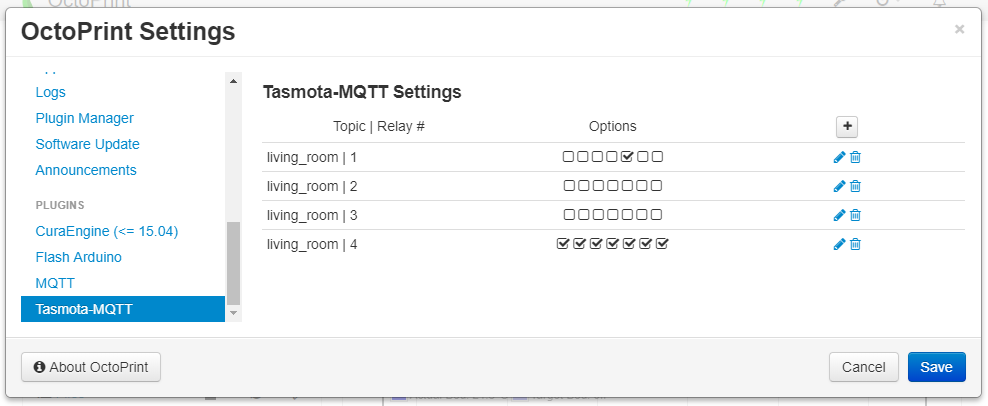 OctoPrint
OctoPrint Settings
×
Logs
Plugin Manager
Software Update
Announcements
PLUGINS
CuraEngine (<= 15.04)
Flash Arduino
MQTT
Tasmota-MQTT
Tasmota-MQTT Settings
Topic | Relay # Options
living_room | 1
living_room | 2
living_room | 3
living_room | 4
About OctoPrint
Cancel
Save